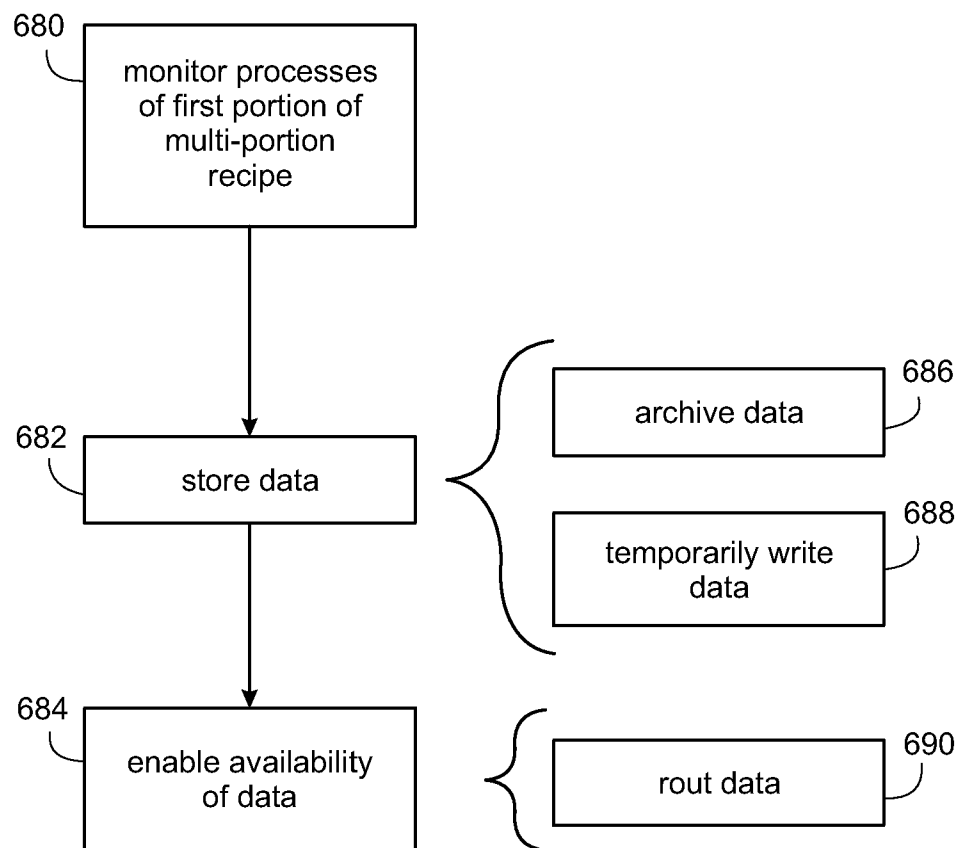 680
monitor processes
of first portion of
multi-portion
recipe
682
store data
686
archive data
688
temporarily write
data
684
enable availability
of data
690
rout data